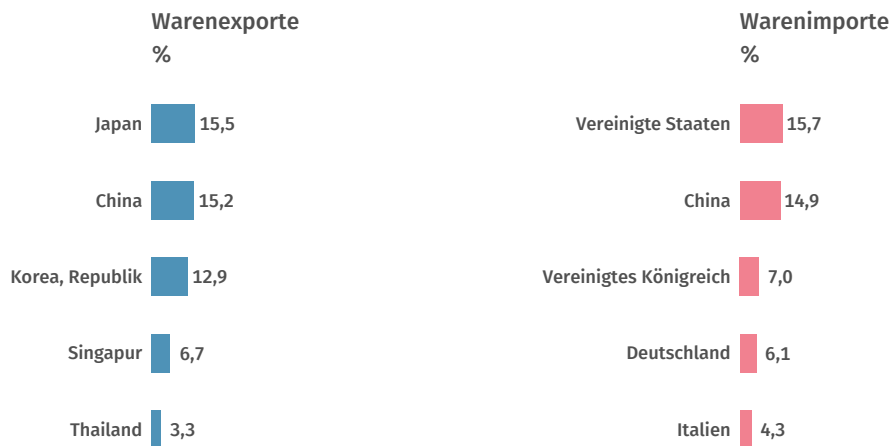 Warenexporte
%
Japan 15,5
China 15,2
Korea, Republik 12,9
Singapur 6,7
Thailand 3,3
Warenimporte
%
Vereinigte Staaten 15,7
China 14,9
Vereinigtes Königreich 7,0
Deutschland 6,1
Italien 4,3